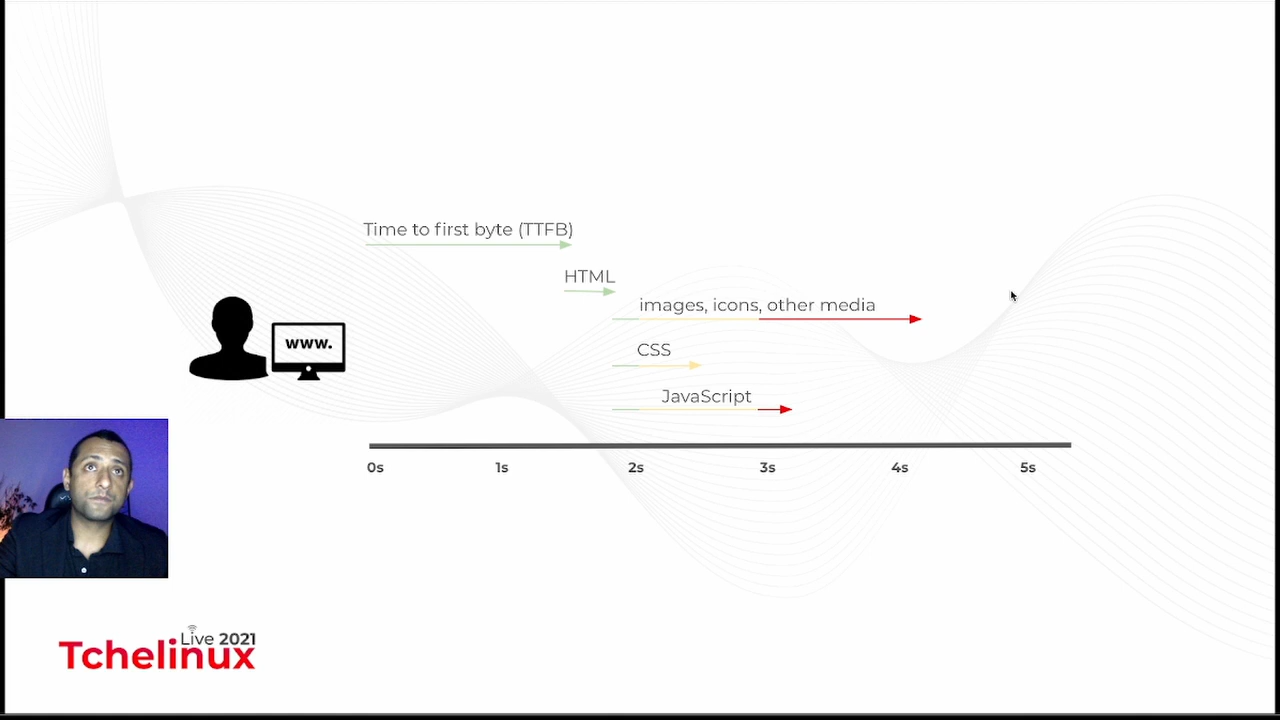 Time to first byte (TTFB)
HTML
images, icons, other media
www.
CSS
JavaScript
0s 1s 2s 3s 4s 5s
Live 2021
Tchelinux